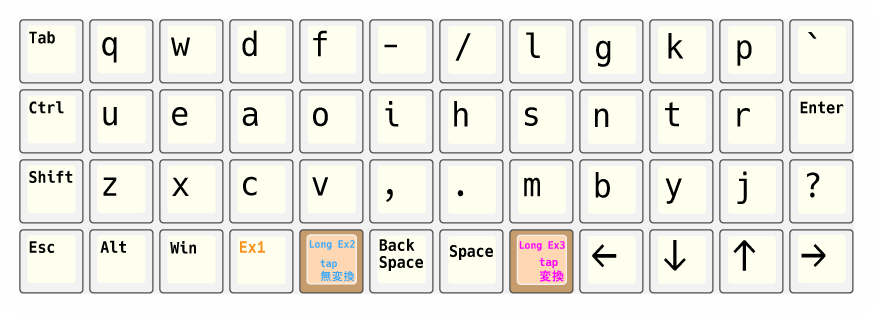 Tab q w d f - / l g k p `
Ctrl u e a o i h s n t r Enter
Shift z x c v , . m b y j ?
Esc Alt Win Ex1 Long Ex2 Back Space Long Ex3 ← ↓ ↑ →
tap Space tap
無変換 変換